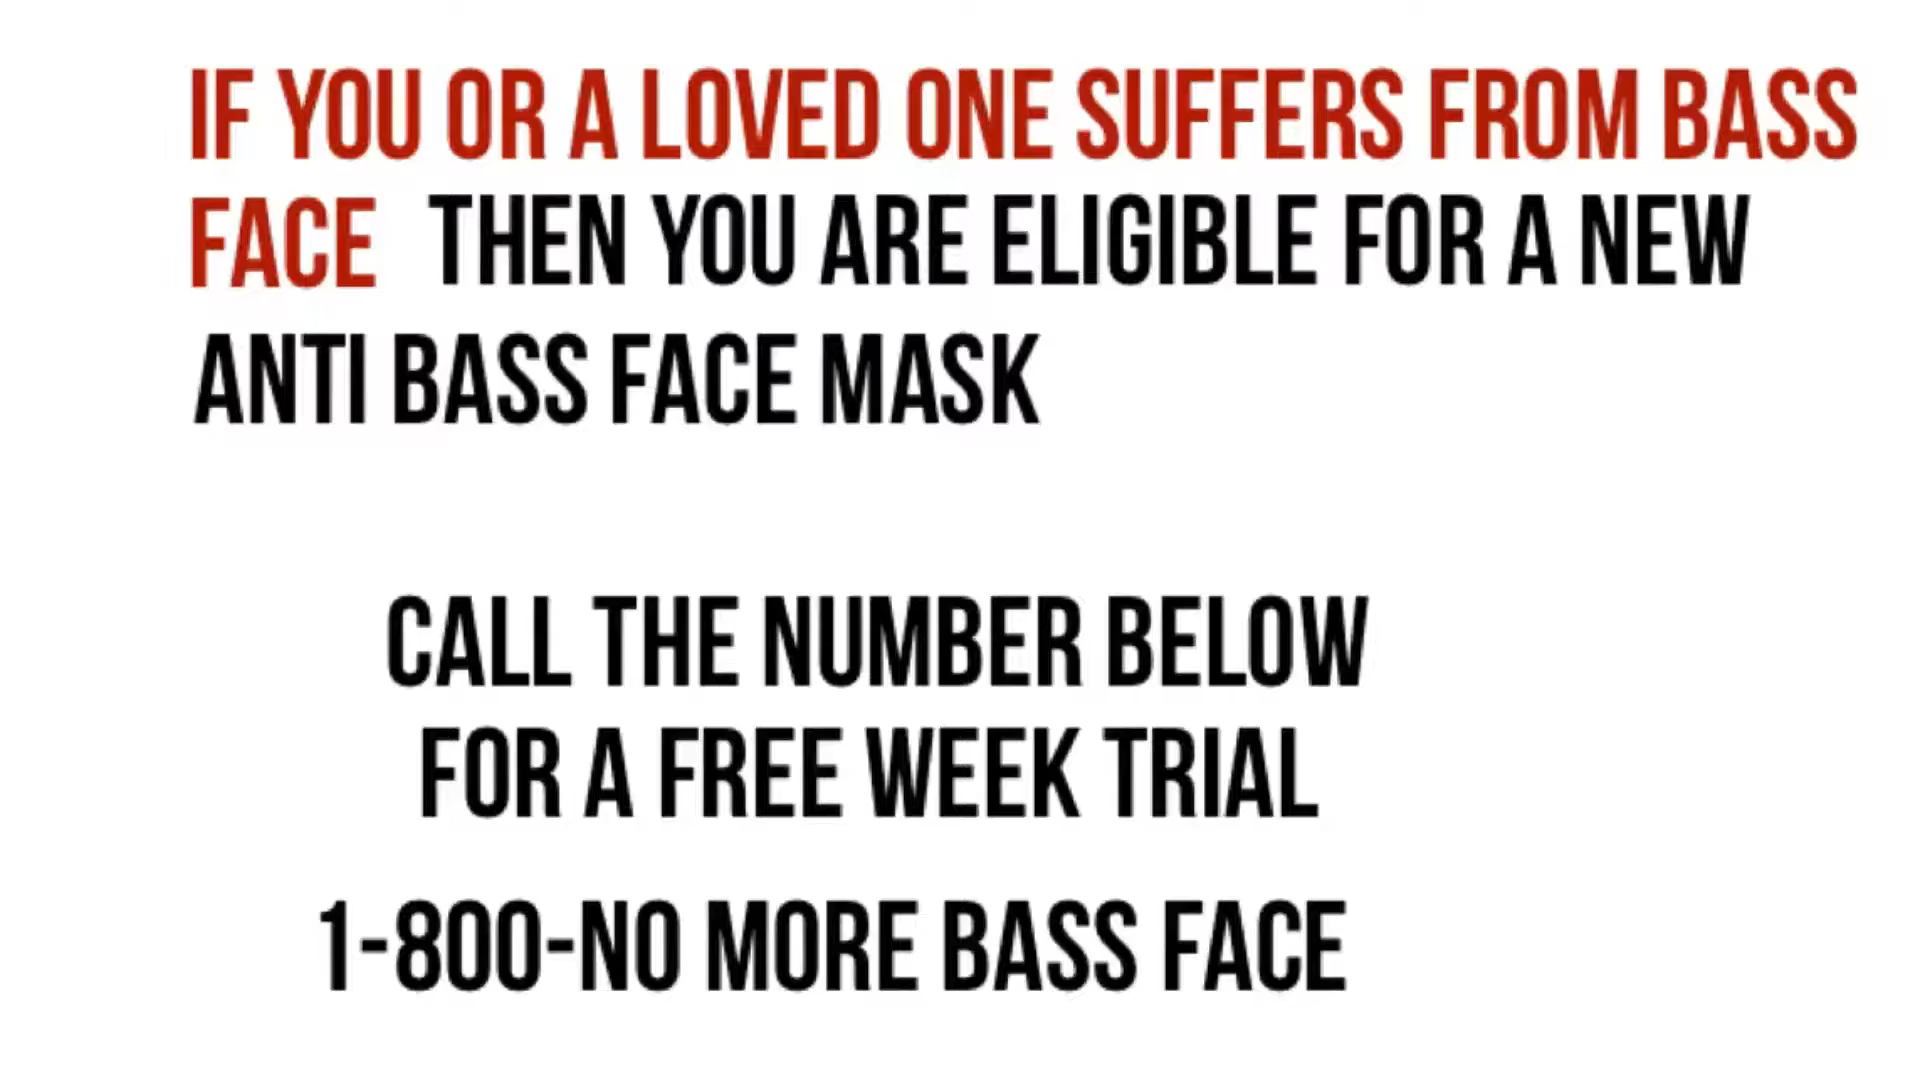 IF YOU OR A LOVED ONE SUFFERS FROM BASS
FACE THEN YOU ARE ELIGIBLE FOR A NEW
ANTI BASS FACE MASK
CALL THE NUMBER BELOW
FOR A FREE WEEK TRIAL
1-800-NO MORE BASS FACE